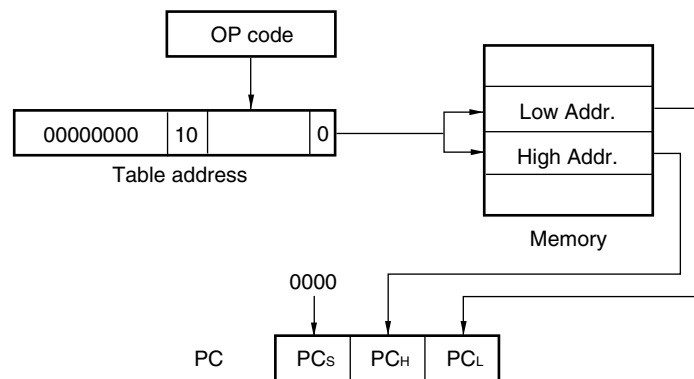 OP code
00000000 10 0
Low Addr.
High Addr.
Table address
Memory
0000
PC PCS PCH PCL